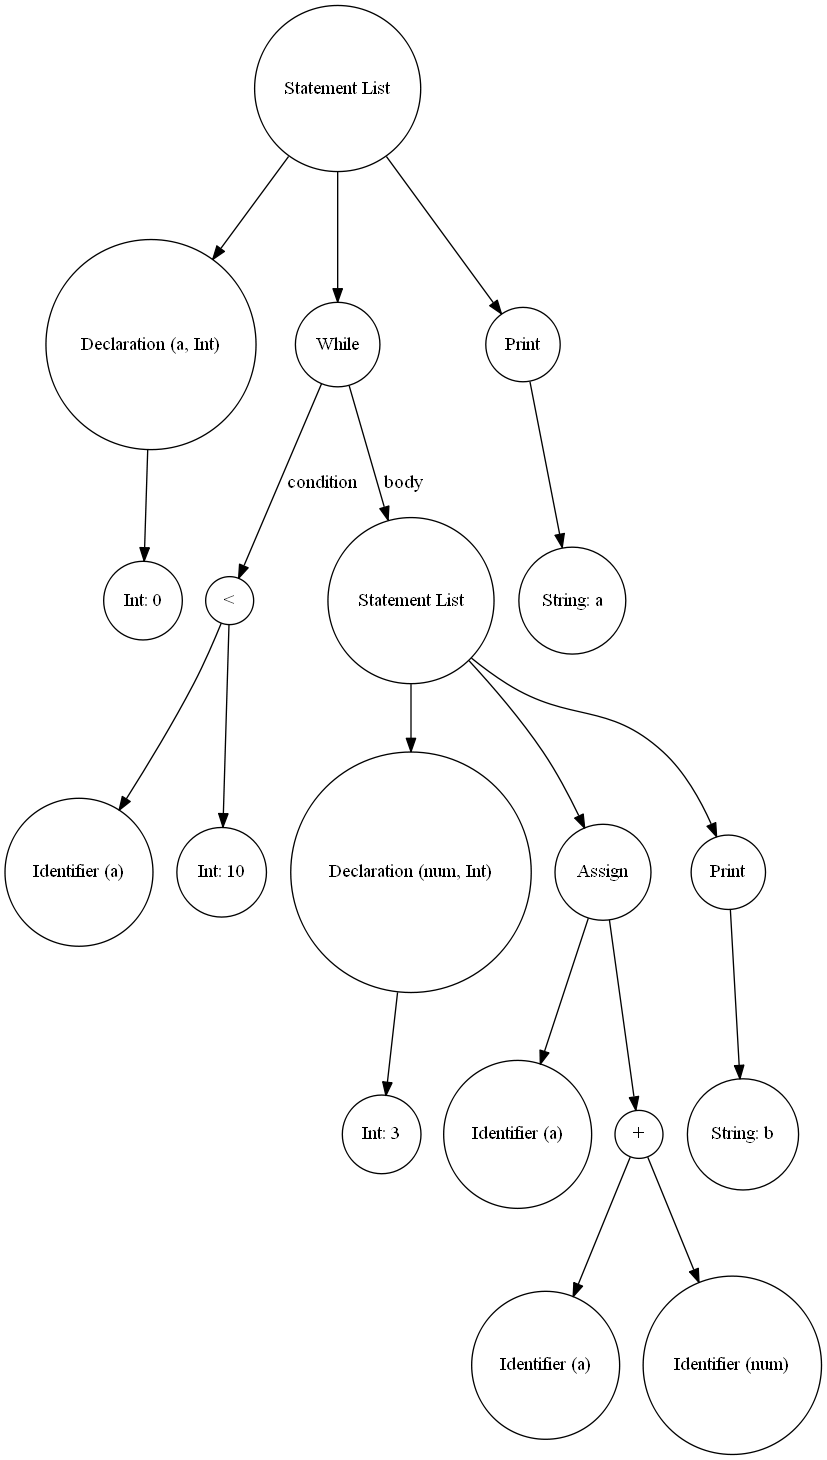 Statement List
Declaration (a, Int)
While
Print
condition
body
Int: 0
<
Statement List
String: a
Identifier (a)
Int: 10
Declaration (num, Int)
Assign
Print
Int: 3
Identifier (a)
+
String: b
Identifier (a)
Identifier (num)